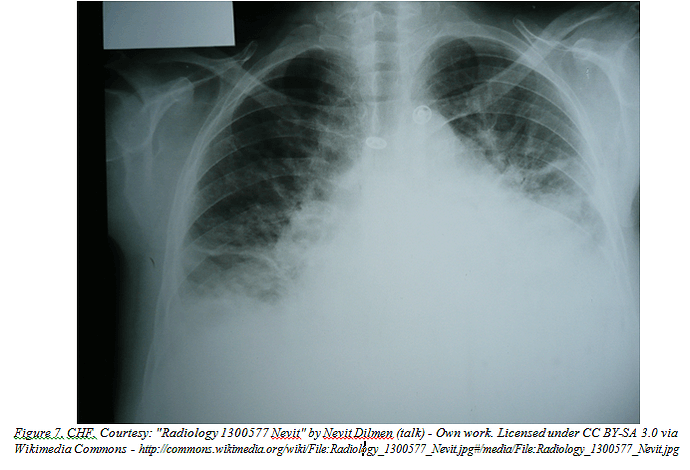 Figure 7. CHF. Courtesy: "Radiology 1300577 Nevit" by Nevit Dilmen (talk) - Own work. Licensed under CC BY-SA 3.0 via
Wikimedia Commons - http://commons.wikimedia.org/wiki/File:Radiology_1300577_Nevit.jpg#/media/File:Radiology_1300577_Nevit.jpg